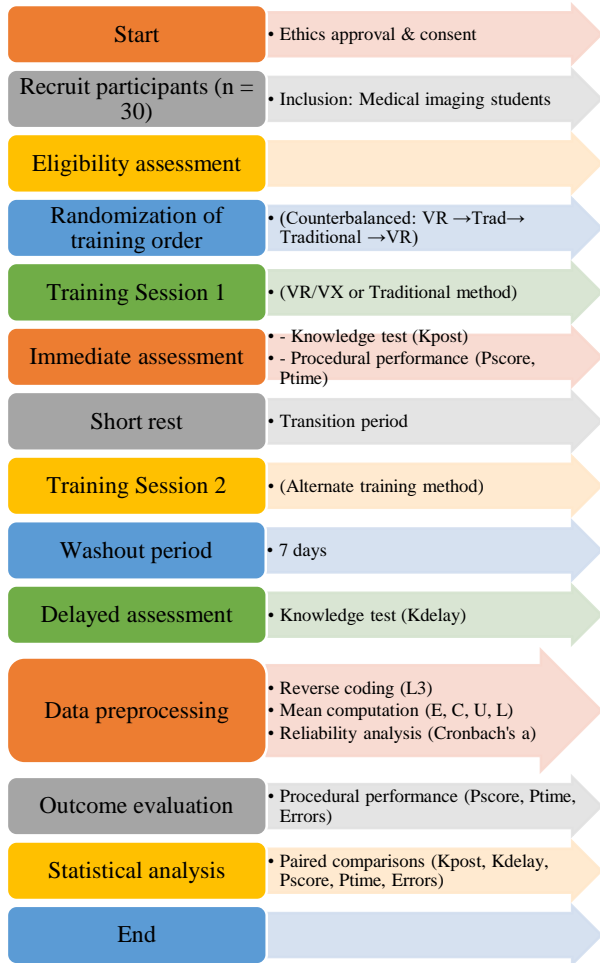 Start
• Ethics approval & consent
Recruit participants (n =
30)
• Inclusion: Medical imaging students
Eligibility assessment
Randomization of
training order
• (Counterbalanced: VR →Trad→
Traditional →VR)
Training Session 1
• (VR/VX or Traditional method)
Immediate assessment
• - Knowledge test (Kpost)
• - Procedural performance (Pscore,
Ptime)
Short rest
• Transition period
Training Session 2
• (Alternate training method)
Washout period
• 7 days
Delayed assessment
• Knowledge test (Kdelay)
Data preprocessing
• Reverse coding (L3)
• Mean computation (E, C, U, L)
• Reliability analysis (Cronbach's a)
Outcome evaluation
• Procedural performance (Pscore, Ptime,
Errors)
Statistical analysis
• Paired comparisons (Kpost, Kdelay,
Pscore, Ptime, Errors)
End